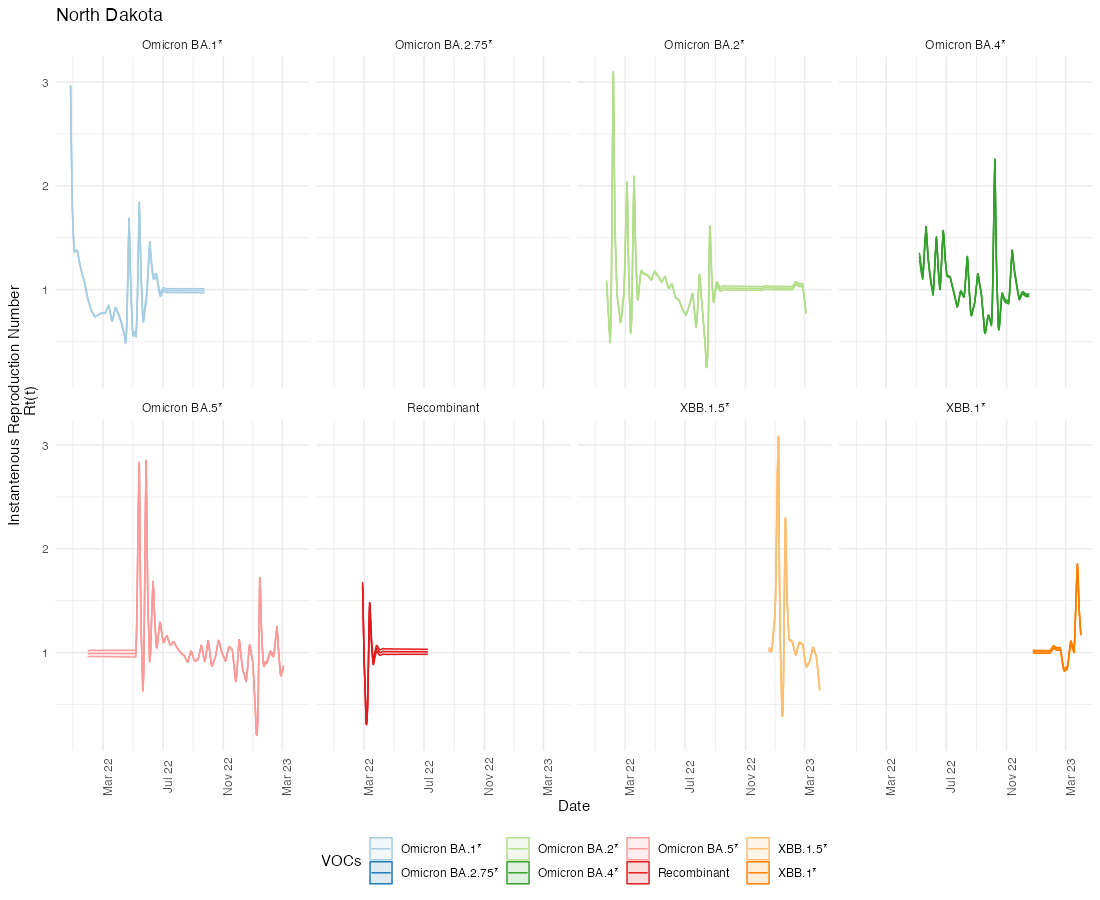 North Dakota
Omicron BA.1*
Omicron BA.2.75*
Omicron BA.2*
Omicron BA.4*
3
2
1
Omicron BA.5*
Recombinant
XBB.1.5*
XBB.1*
3
2
1
Instantenous Reproduction Number
Rt(t)
Mar 22
Jul 22
Nov 22
Mar 23
Mar 22
Jul 22
Nov 22
Mar 23
Mar 22
Jul 22
Nov 22
Mar 23
Mar 22
Jul 22
Nov 22
Mar 23
Date
VOCs
Omicron BA.1*
Omicron BA.2*
Omicron BA.5*
XBB.1.5*
Omicron BA.2.75*
Omicron BA.4*
Recombinant
XBB.1*